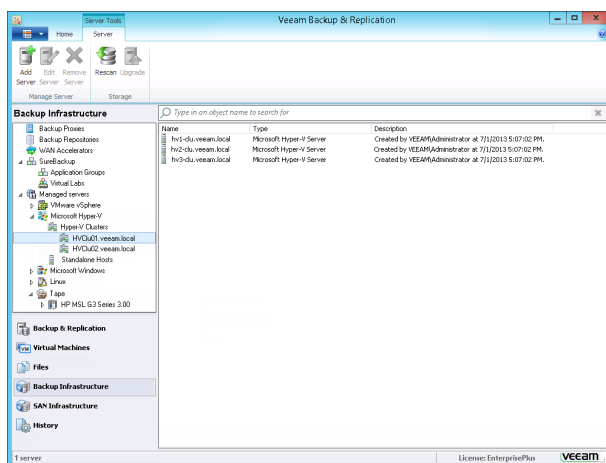 Server Tools
Veeam Backup & Replication
Home Server
Add Server
Edit Server
Remove Server
Rescan
Upgrade
Manage Server
Storage
Backup Infrastructure
Type in an object name to search for
Backup Proxies
Backup Repositories
WAN Accelerators
SureBackup
Application Groups
Virtual Labs
Managed servers
VMware vSphere
Microsoft Hyper-V
Hyper-V Clusters
HVClu01.veeam.local
HVClu02.veeam.local
Standalone Hosts
Microsoft Windows
Linux
Tape
HP MSL G3 Series 3.00
Name Type Description
hv1-clu.veeam.local Microsoft Hyper-V Server Created by VEEAM\Administrator at 7/1/2013 5:07:02 PM.
hv2-clu.veeam.local Microsoft Hyper-V Server Created by VEEAM\Administrator at 7/1/2013 5:07:02 PM.
hv3-clu.veeam.local Microsoft Hyper-V Server Created by VEEAM\Administrator at 7/1/2013 5:07:02 PM.
Backup & Replication
Virtual Machines
Files
Backup Infrastructure
SAN Infrastructure
History
1 server
License: EnterprisePlus
veeam